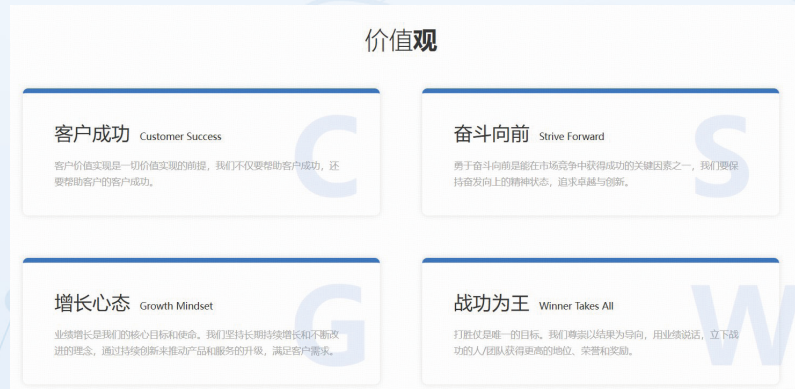 价值观
客户成功 Customer Success
C
客户价值实现是一切价值实现的前提，我们不仅要帮助客户成功，还
要帮助客户的客户成功。
奋斗向前 Strive Forward
S
勇于奋斗向前是能在市场竞争中获得成功的关键因素之一，我们要保
持奋发向上的精神状态，追求卓越与创新。
增长心态 Growth Mindset
G
业绩增长是我们的核心目标和使命。我们坚持长期持续增长和不断改
进的理念，通过持续创新来推动产品和服务的升级，满足客户需求。
战功为王 Winner Takes All
W
打胜仗是唯一的目标。我们尊崇以结果为导向，用业绩说话，立下战
功的人/团队获得更高的地位、荣誉和奖励。